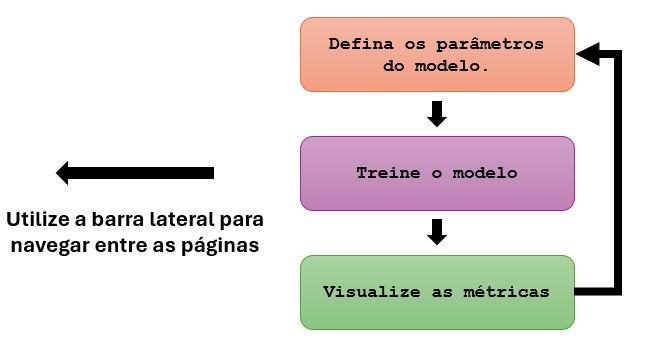 Defina os parâmetros
do modelo.
Treine o modelo
Utilize a barra lateral para
navegar entre as páginas
Visualize as métricas